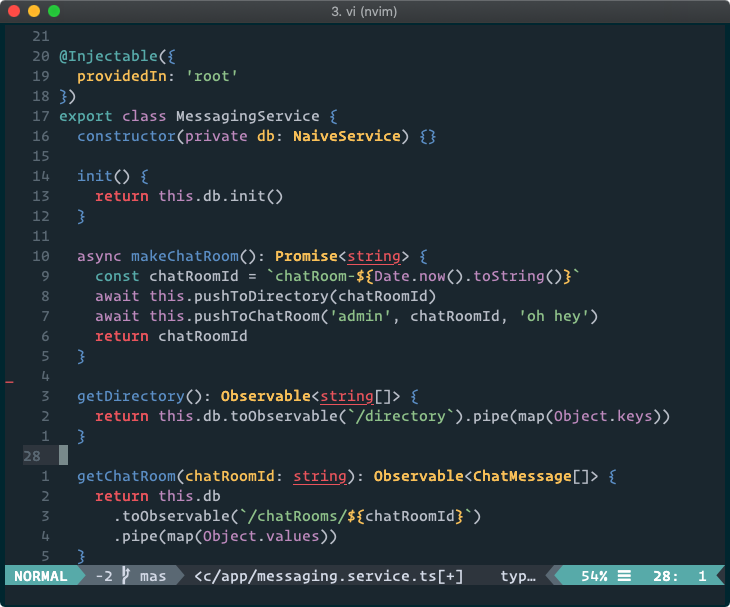 3. vi (nvim)
21
20 @Injectable({
19   providedIn: 'root'
18 })
17 export class MessagingService {
16   constructor(private db: NaiveService) {}
15
14   init() {
13     return this.db.init()
12   }
11
10   async makeChatRoom(): Promise<string> {
9     const chatRoomId = `chatRoom-${Date.now().toString()}`
8     await this.pushToDirectory(chatRoomId)
7     await this.pushToChatRoom('admin', chatRoomId, 'oh hey')
6     return chatRoomId
5   }
4
3   getDirectory(): Observable<string[]> {
2     return this.db.toObservable(`/directory`).pipe(map(Object.keys))
1   }
28
1   getChatRoom(chatRoomId: string): Observable<ChatMessage[]> {
2     return this.db
3       .toObservable(`/chatRooms/${chatRoomId}`)
4       .pipe(map(Object.values))
5   }
NORMAL -2 mas <c/app/messaging.service.ts[+] typ… 54% ☰ 28: 1